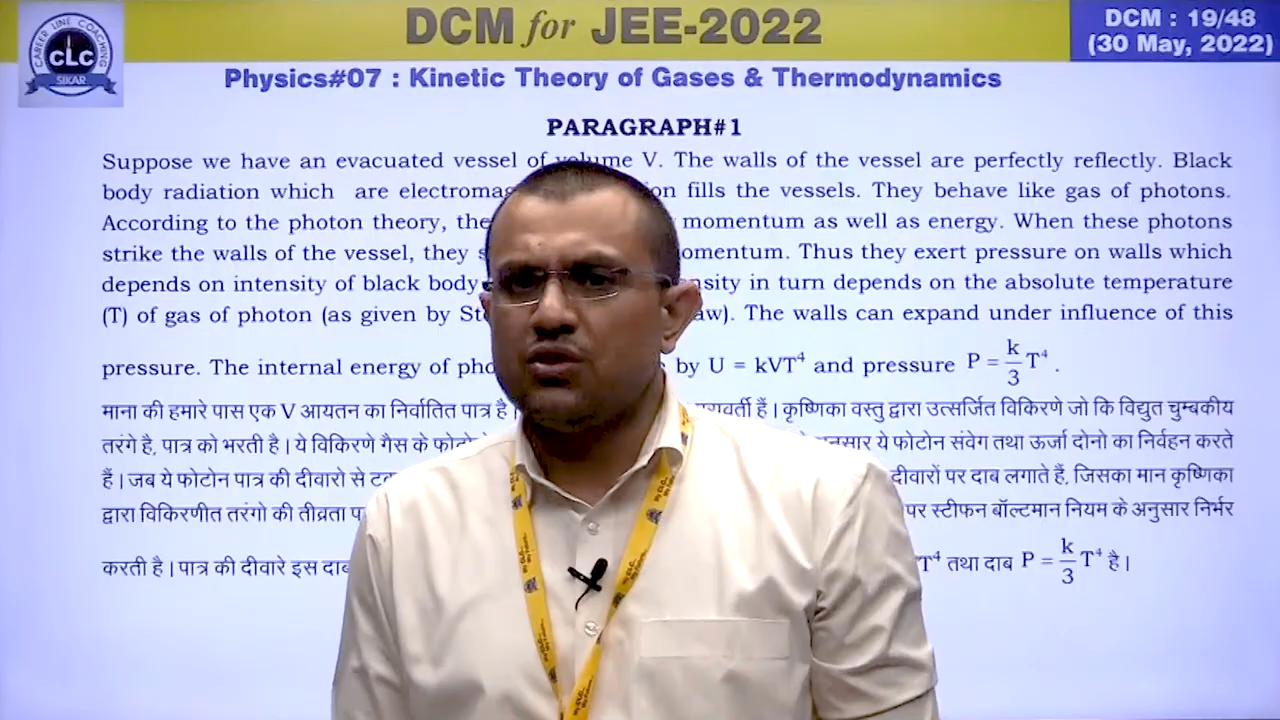 DCM for JEE-2022
DCM : 19/48
(30 May, 2022)
CAREER LINE COACHING
CLC
SIKAR
Physics#07 : Kinetic Theory of Gases & Thermodynamics
PARAGRAPH#1
Suppose we have an evacuated vessel of volume V. The walls of the vessel are perfectly reflectly. Black
body radiation which are electromag on fills the vessels. They behave like gas of photons.
According to the photon theory, the momentum as well as energy. When these photons
strike the walls of the vessel, they s omentum. Thus they exert pressure on walls which
depends on intensity of black body nsity in turn depends on the absolute temperature
(T) of gas of photon (as given by St aw). The walls can expand under influence of this
pressure. The internal energy of pho by U = kVT⁴ and pressure P = k/3 T⁴ .
माना की हमारे पास एक V आयतन का निर्वातित पात्र है। परावर्ती हैं। कृष्णिका वस्तु द्वारा उत्सर्जित विकिरणे जो कि विद्युत चुम्बकीय
तरंगे है, पात्र को भरती है। ये विकिरणे गैस के फोटो नुसार ये फोटोन संवेग तथा ऊर्जा दोनो का निर्वहन करते
हैं। जब ये फोटोन पात्र की दीवारो से दीवारों पर दाब लगाते हैं, जिसका मान कृष्णिका
द्वारा विकिरणीत तरंगो की तीव्रता प पर स्टीफन बॉल्टमान नियम के अनुसार निर्भर
करती है। पात्र की दीवारे इस दाब T⁴ तथा दाब P = k/3 T⁴ है।